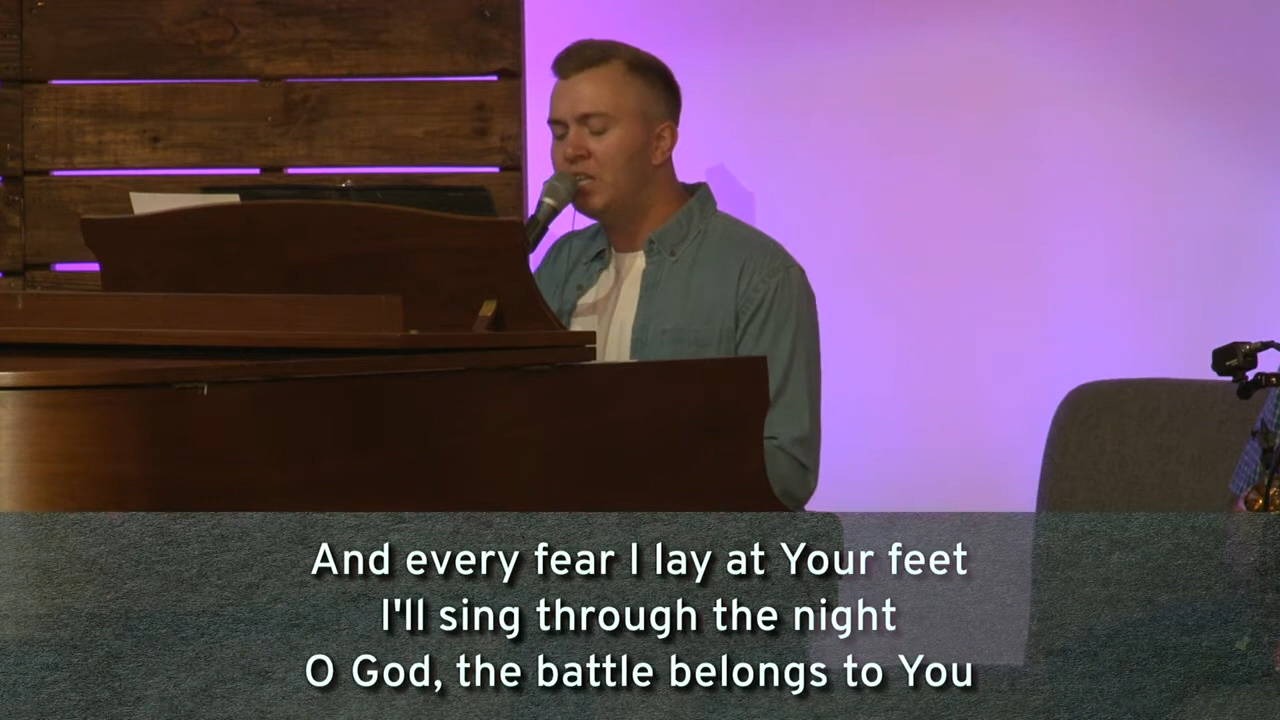 And every fear I lay at Your feet
I'll sing through the night
O God, the battle belongs to You